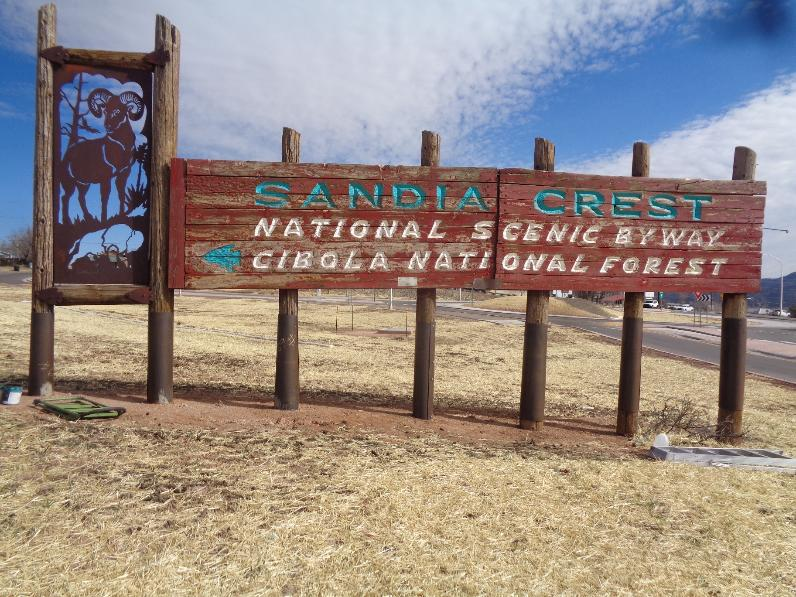 SANDIA CREST
NATIONAL SCENIC BYWAY
CIBOLA NATIONAL FOREST